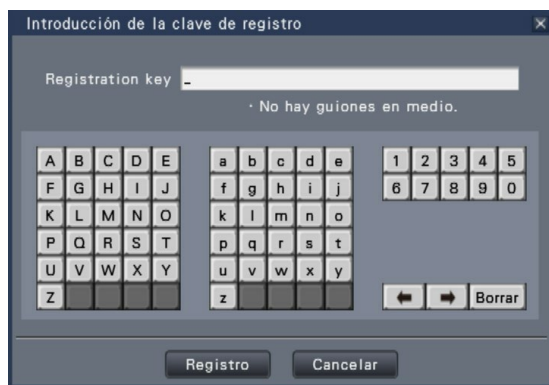 Introducción de la clave de registro
Registration key _
· No hay guiones en medio.
A B C D E a b c d e 1 2 3 4 5
F G H I J f g h i j 6 7 8 9 0
K L M N O k l m n o
P Q R S T p q r s t
U V W X Y u v w x y
Z z ← → Borrar
Registro Cancelar